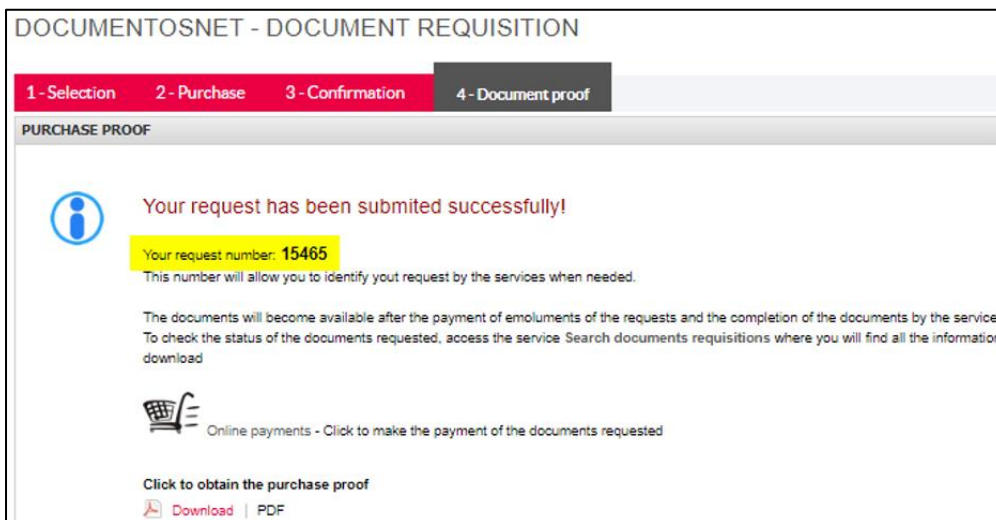 DOCUMENTOSNET - DOCUMENT REQUISITION
1 - Selection 2 - Purchase 3 - Confirmation 4 - Document proof
PURCHASE PROOF
Your request has been submited successfully!
Your request number: 15465
This number will allow you to identify yout request by the services when needed.
The documents will become available after the payment of emoluments of the requests and the completion of the documents by the service
To check the status of the documents requested, access the service Search documents requisitions where you will find all the information
download
Online payments - Click to make the payment of the documents requested
Click to obtain the purchase proof
Download | PDF